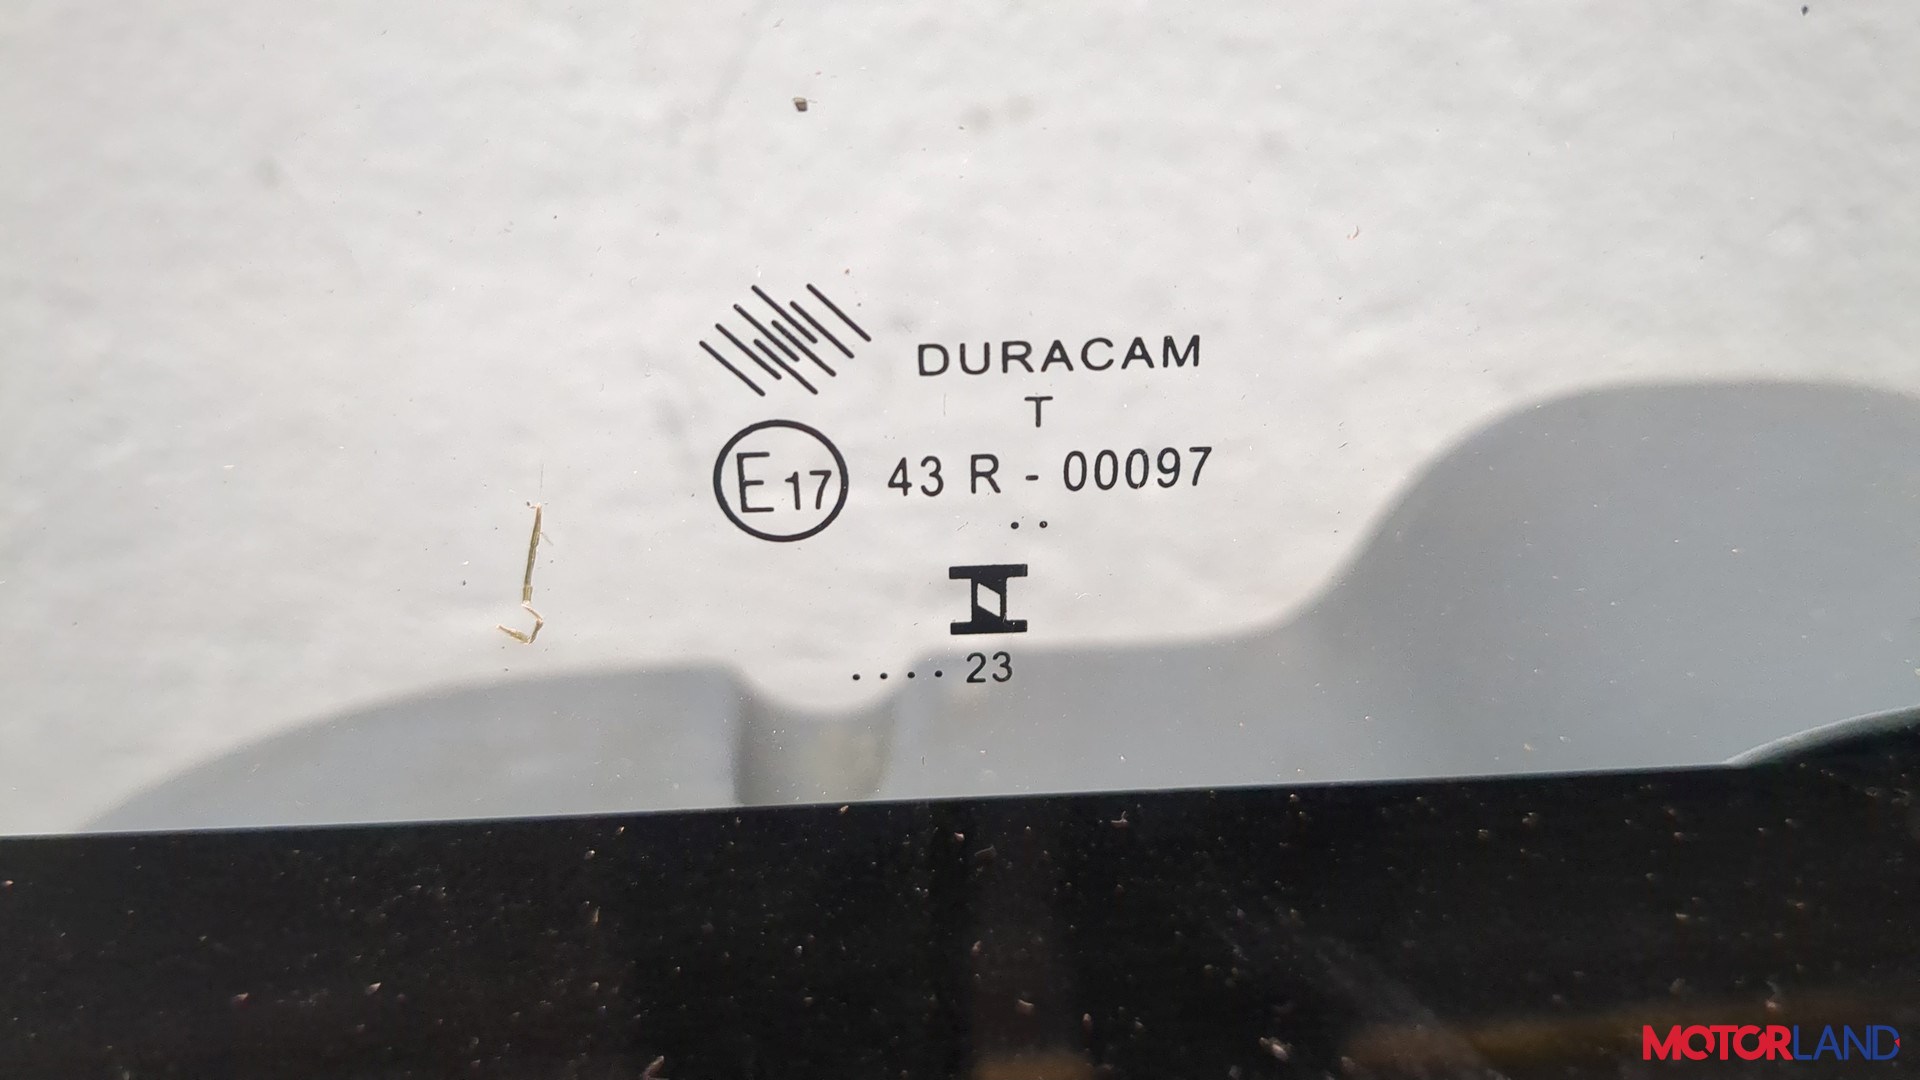 DURACAM
T
E17 43 R - 00097
..
.... 23
MOTORLAND